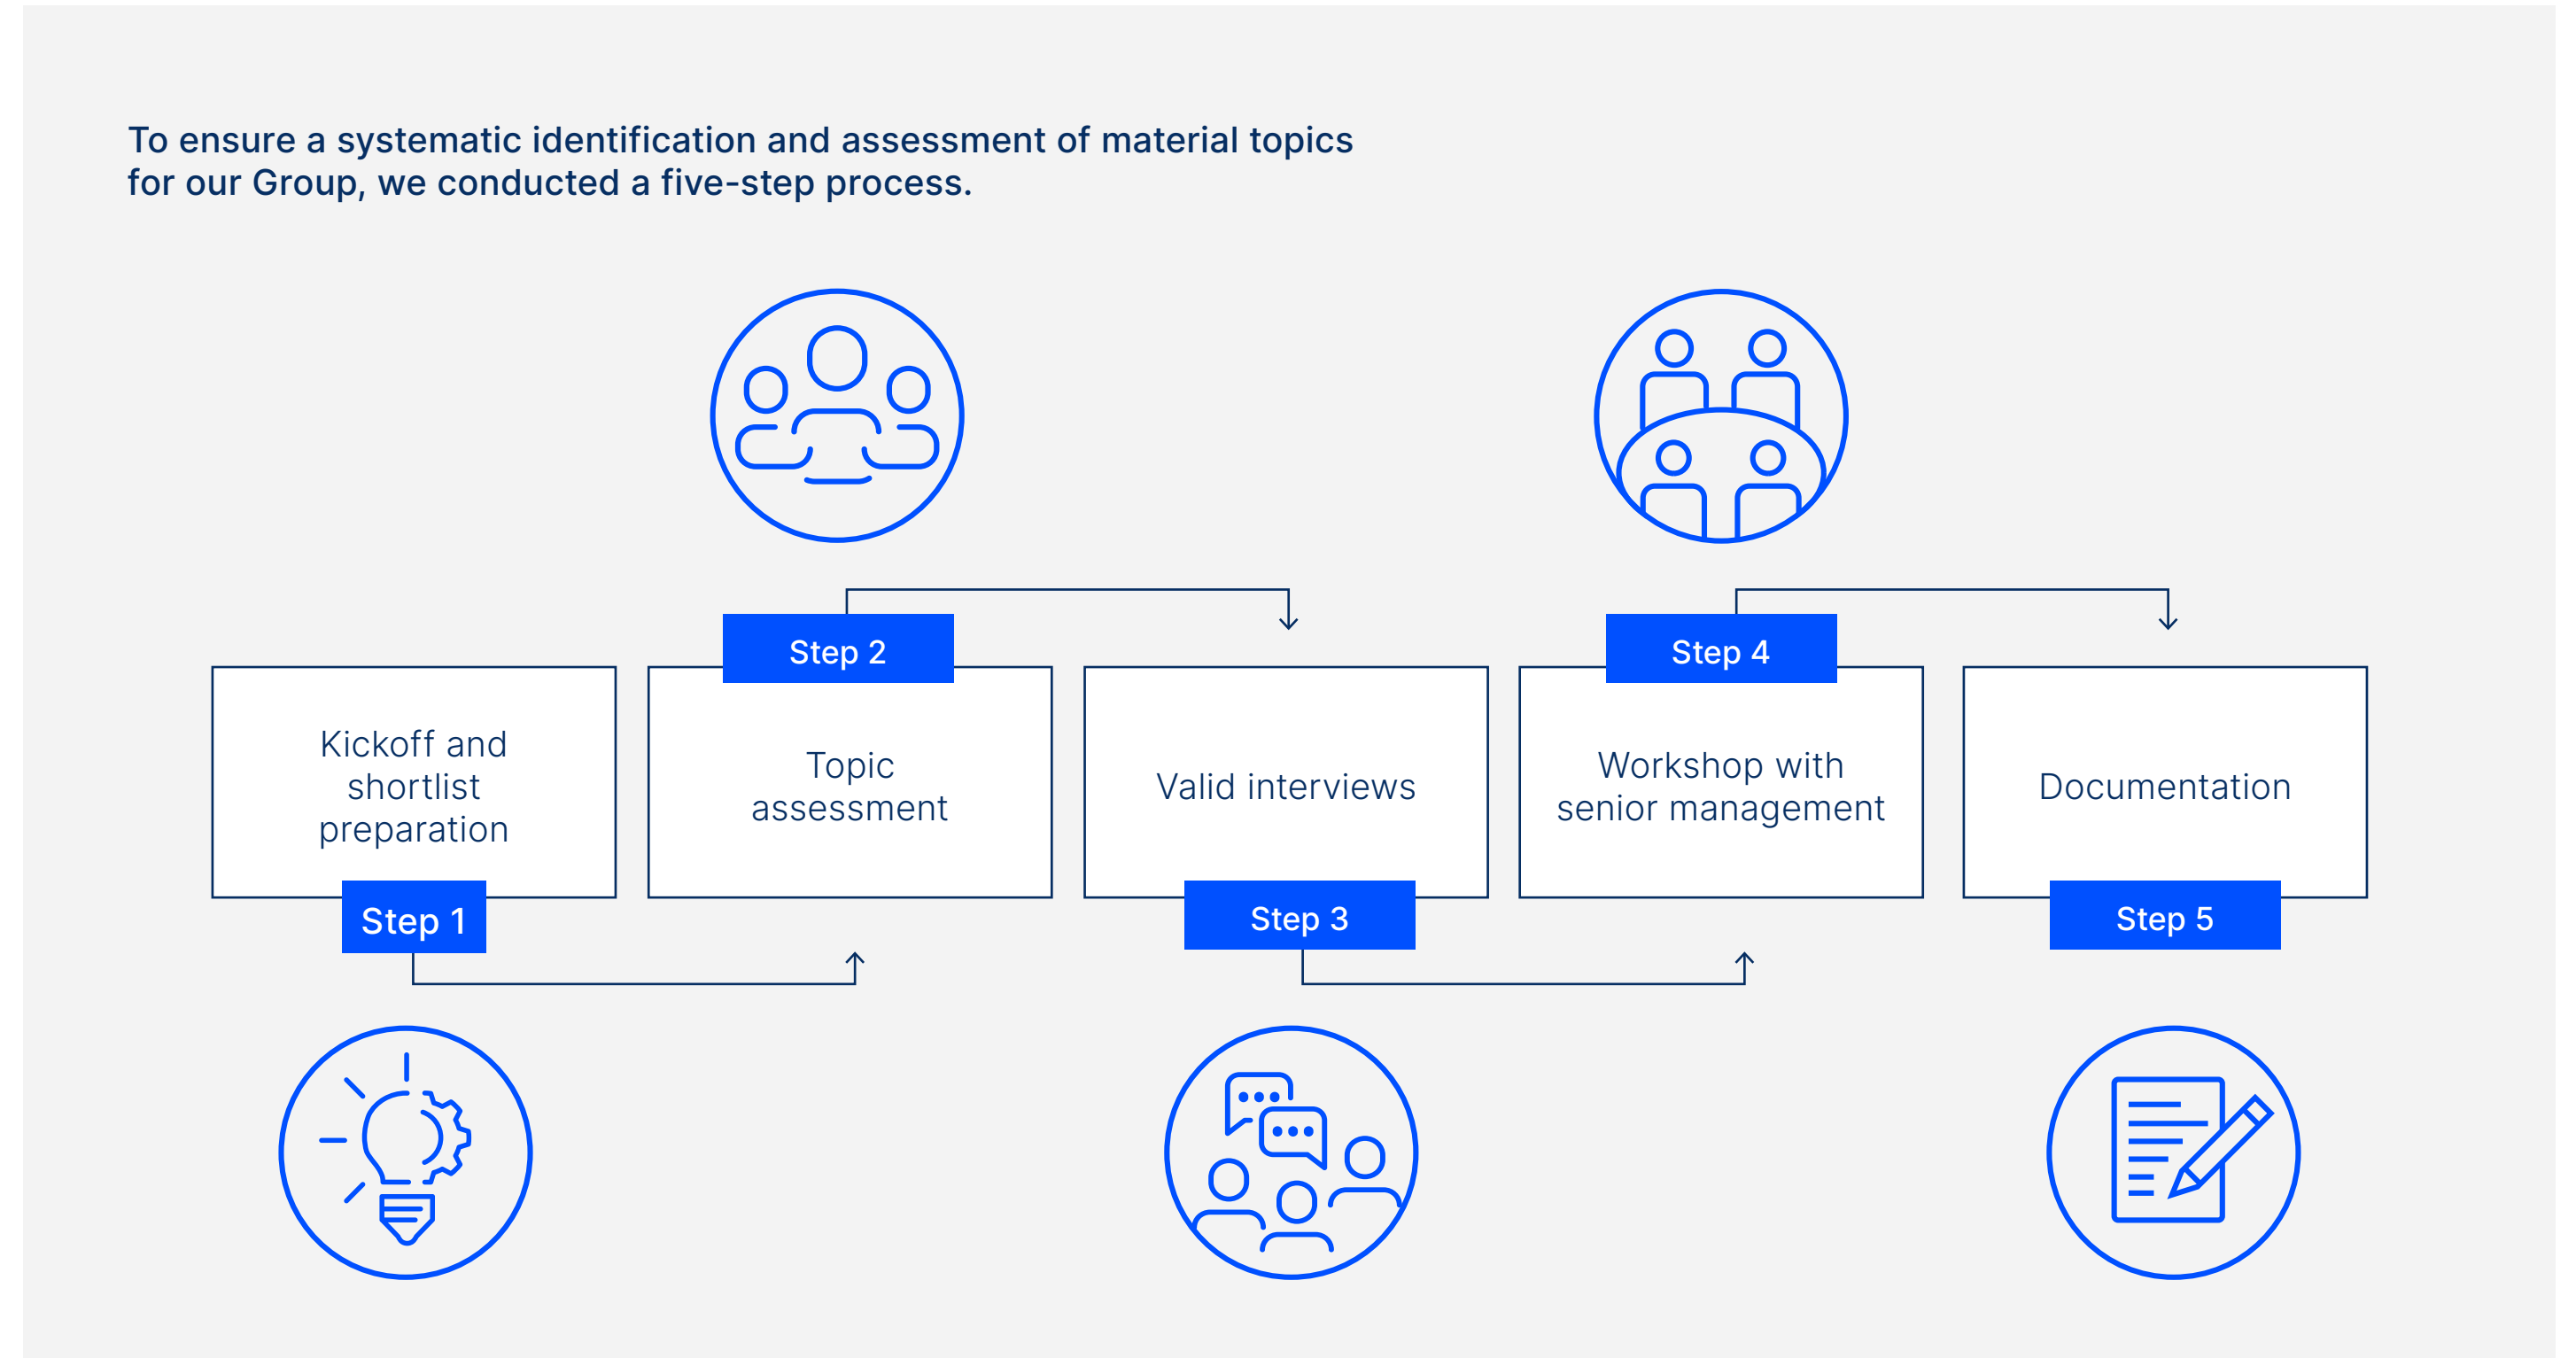 To ensure a systematic identification and assessment of material topics
for our Group, we conducted a five-step process.
Kickoff and
shortlist
preparation
Step 1
Step 2
Topic
assessment
Valid interviews
Step 3
Step 4
Workshop with
senior management
Documentation
Step 5